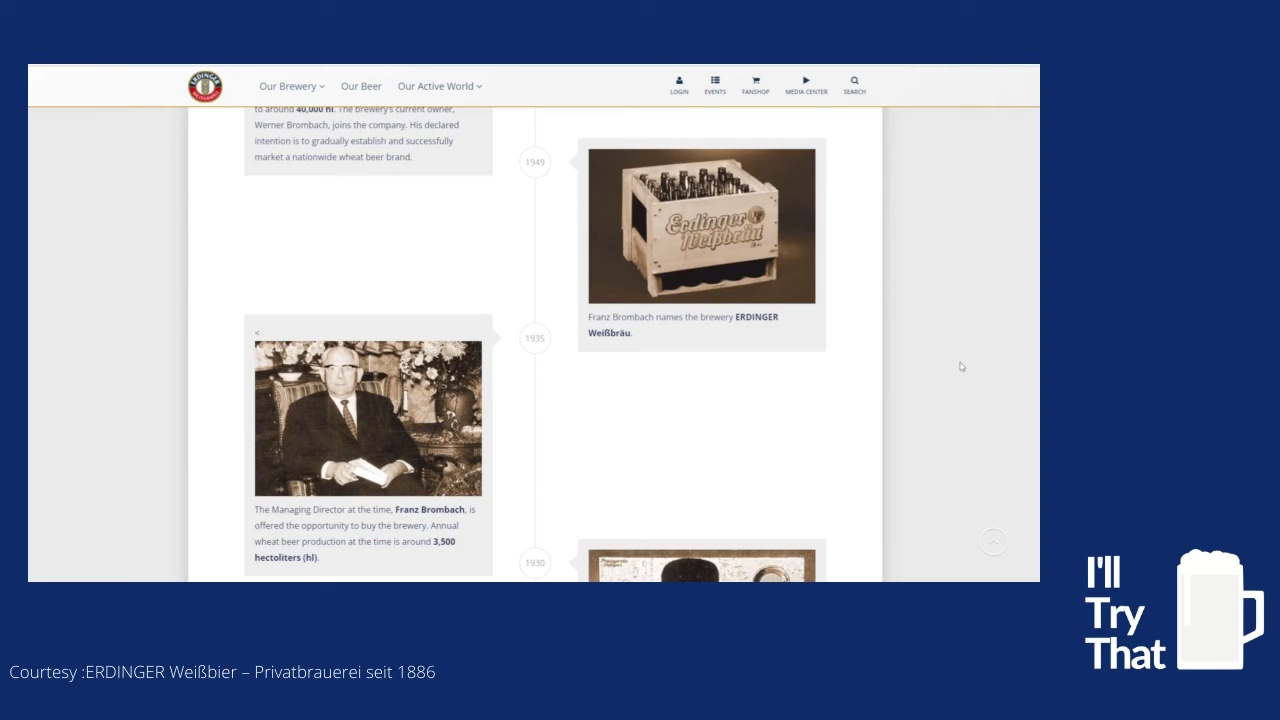 ERDINGER
Our Brewery
Our Beer
Our Active World
LOGIN
EVENTS
FANSHOP
MEDIA CENTER
SEARCH
to around 40,000 hl. The brewery's current owner,
Werner Brombach, joins the company. His declared
intention is to gradually establish and successfully
market a nationwide wheat beer brand.
1949
Erdinger
Weißbräu
Franz Brombach names the brewery ERDINGER
Weißbräu.
<
1935
The Managing Director at the time, Franz Brombach, is
offered the opportunity to buy the brewery. Annual
wheat beer production at the time is around 3,500
hectoliters (hl).
1930
I'll
Try
That
Courtesy :ERDINGER Weißbier – Privatbrauerei seit 1886